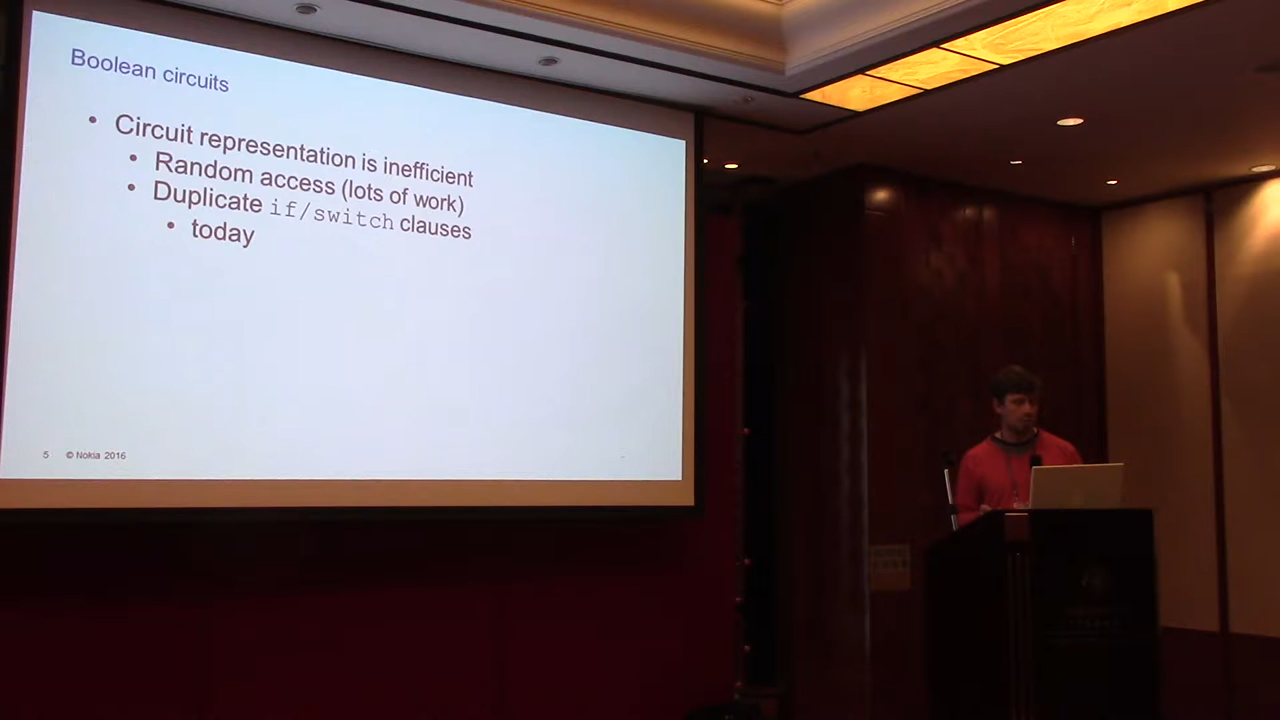 Boolean circuits
• Circuit representation is inefficient
• Random access (lots of work)
• Duplicate if/switch clauses
• today
5 © Nokia 2016